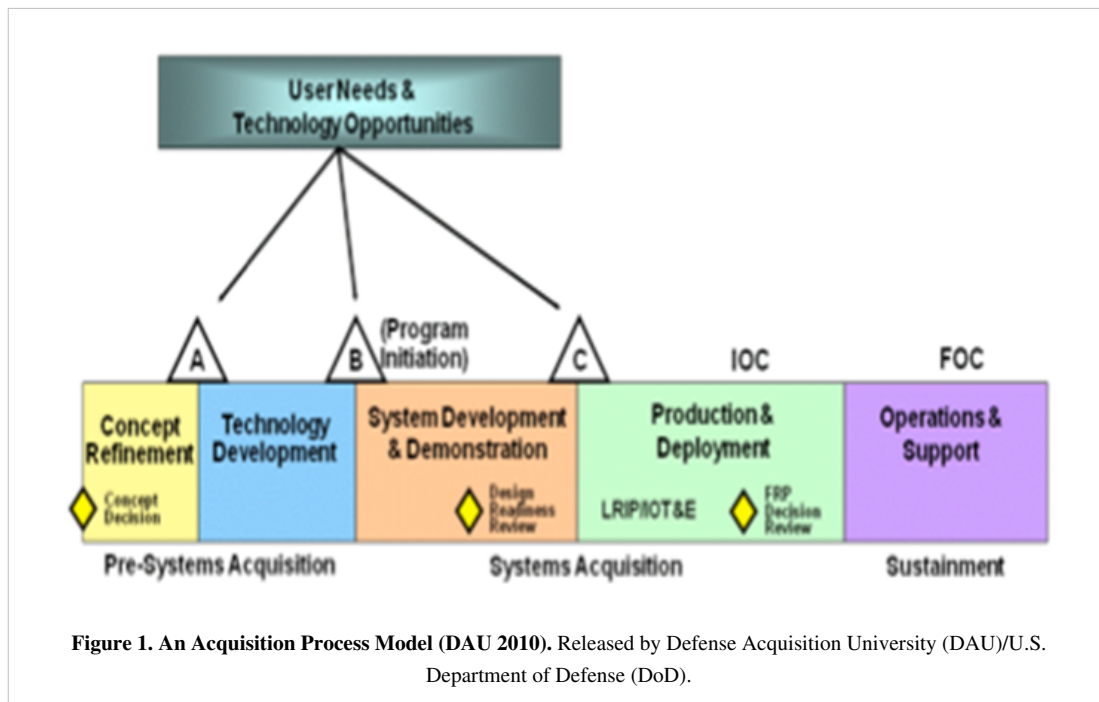 User Needs &
Technology Opportunities
A
B
(Program
Initiation)
C
IOC
FOC
Concept
Refinement
Technology
Development
System Development
& Demonstration
Production &
Deployment
Operations &
Support
Concept
Decision
Design
Readiness
Review
LRIP/IOT&E
FRP
Decision
Review
Pre-Systems Acquisition
Systems Acquisition
Sustainment
Figure 1. An Acquisition Process Model (DAU 2010). Released by Defense Acquisition University (DAU)/U.S.
Department of Defense (DoD).